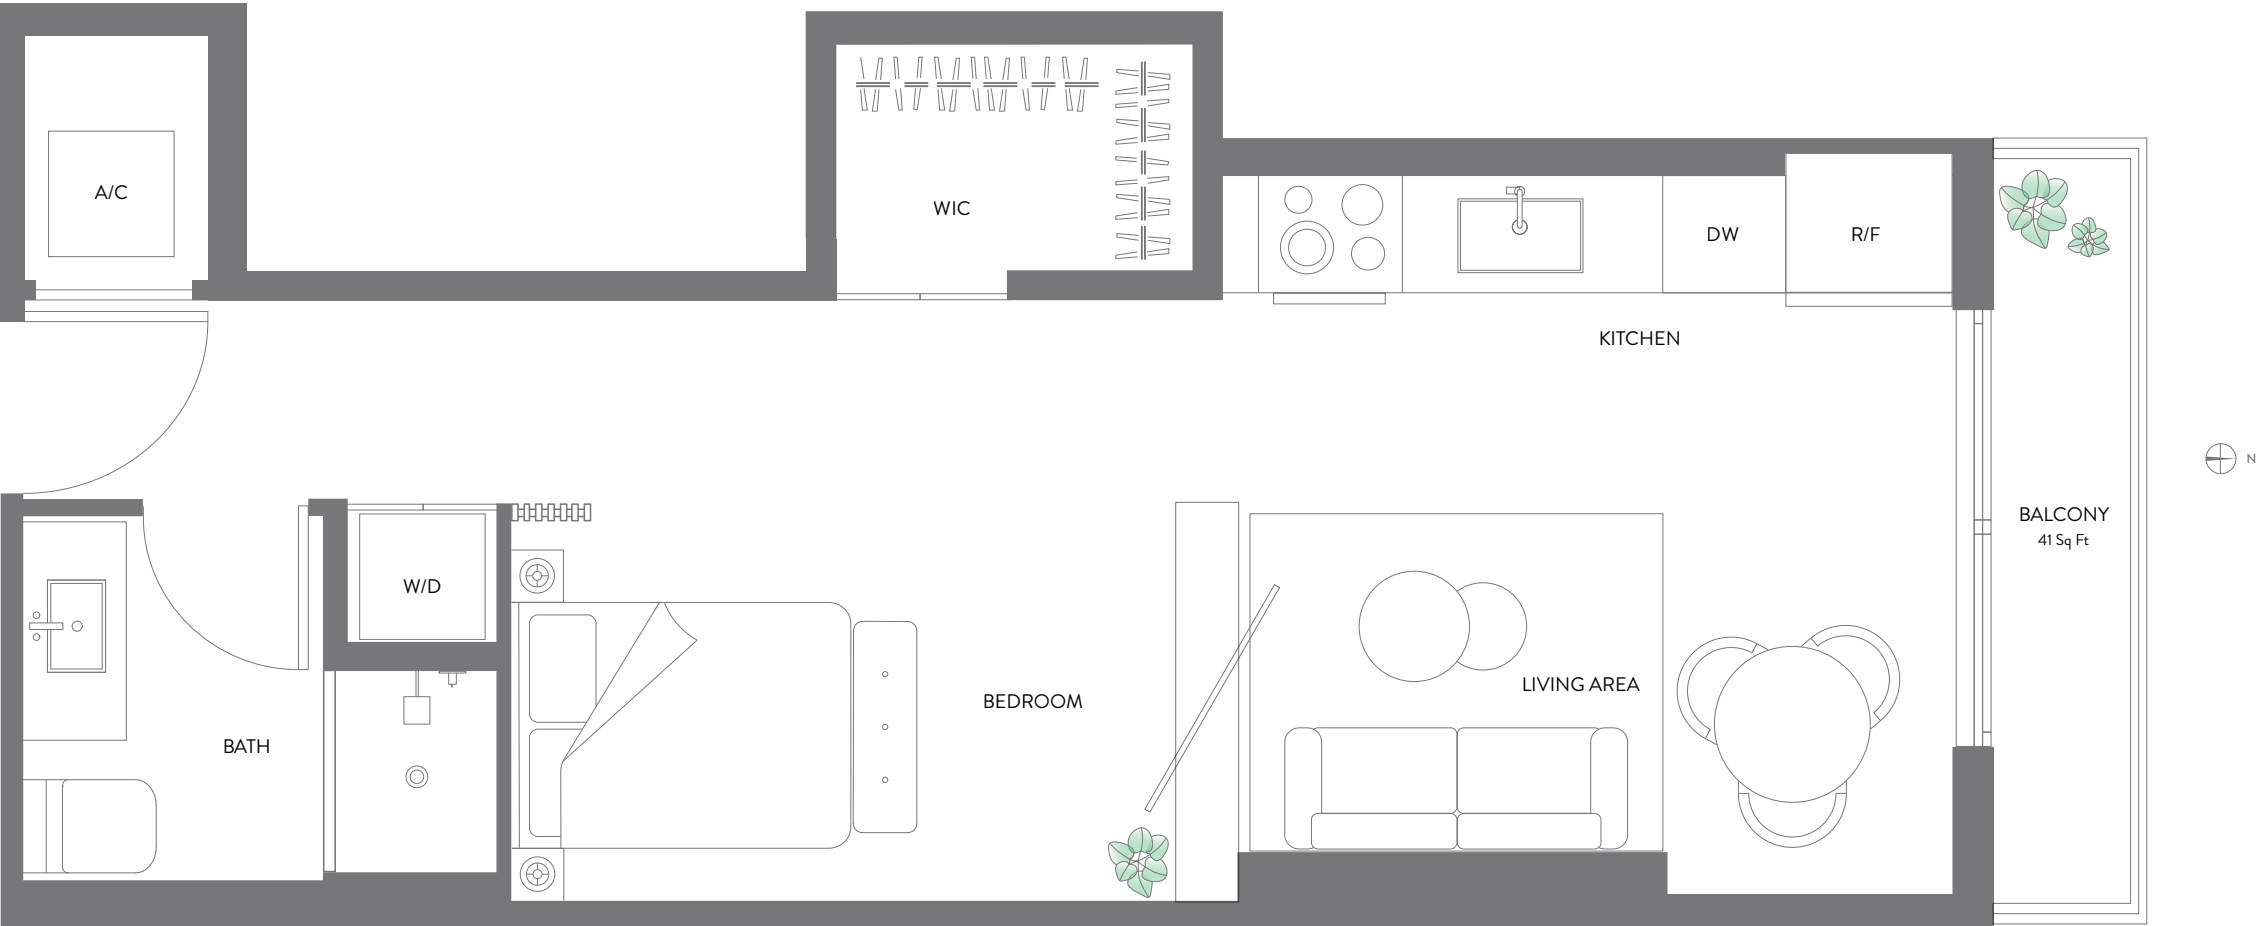 A/C
WIC
DW
R/F
KITCHEN
N
BALCONY
41 Sq Ft
W/D
LIVING AREA
BEDROOM
BATH